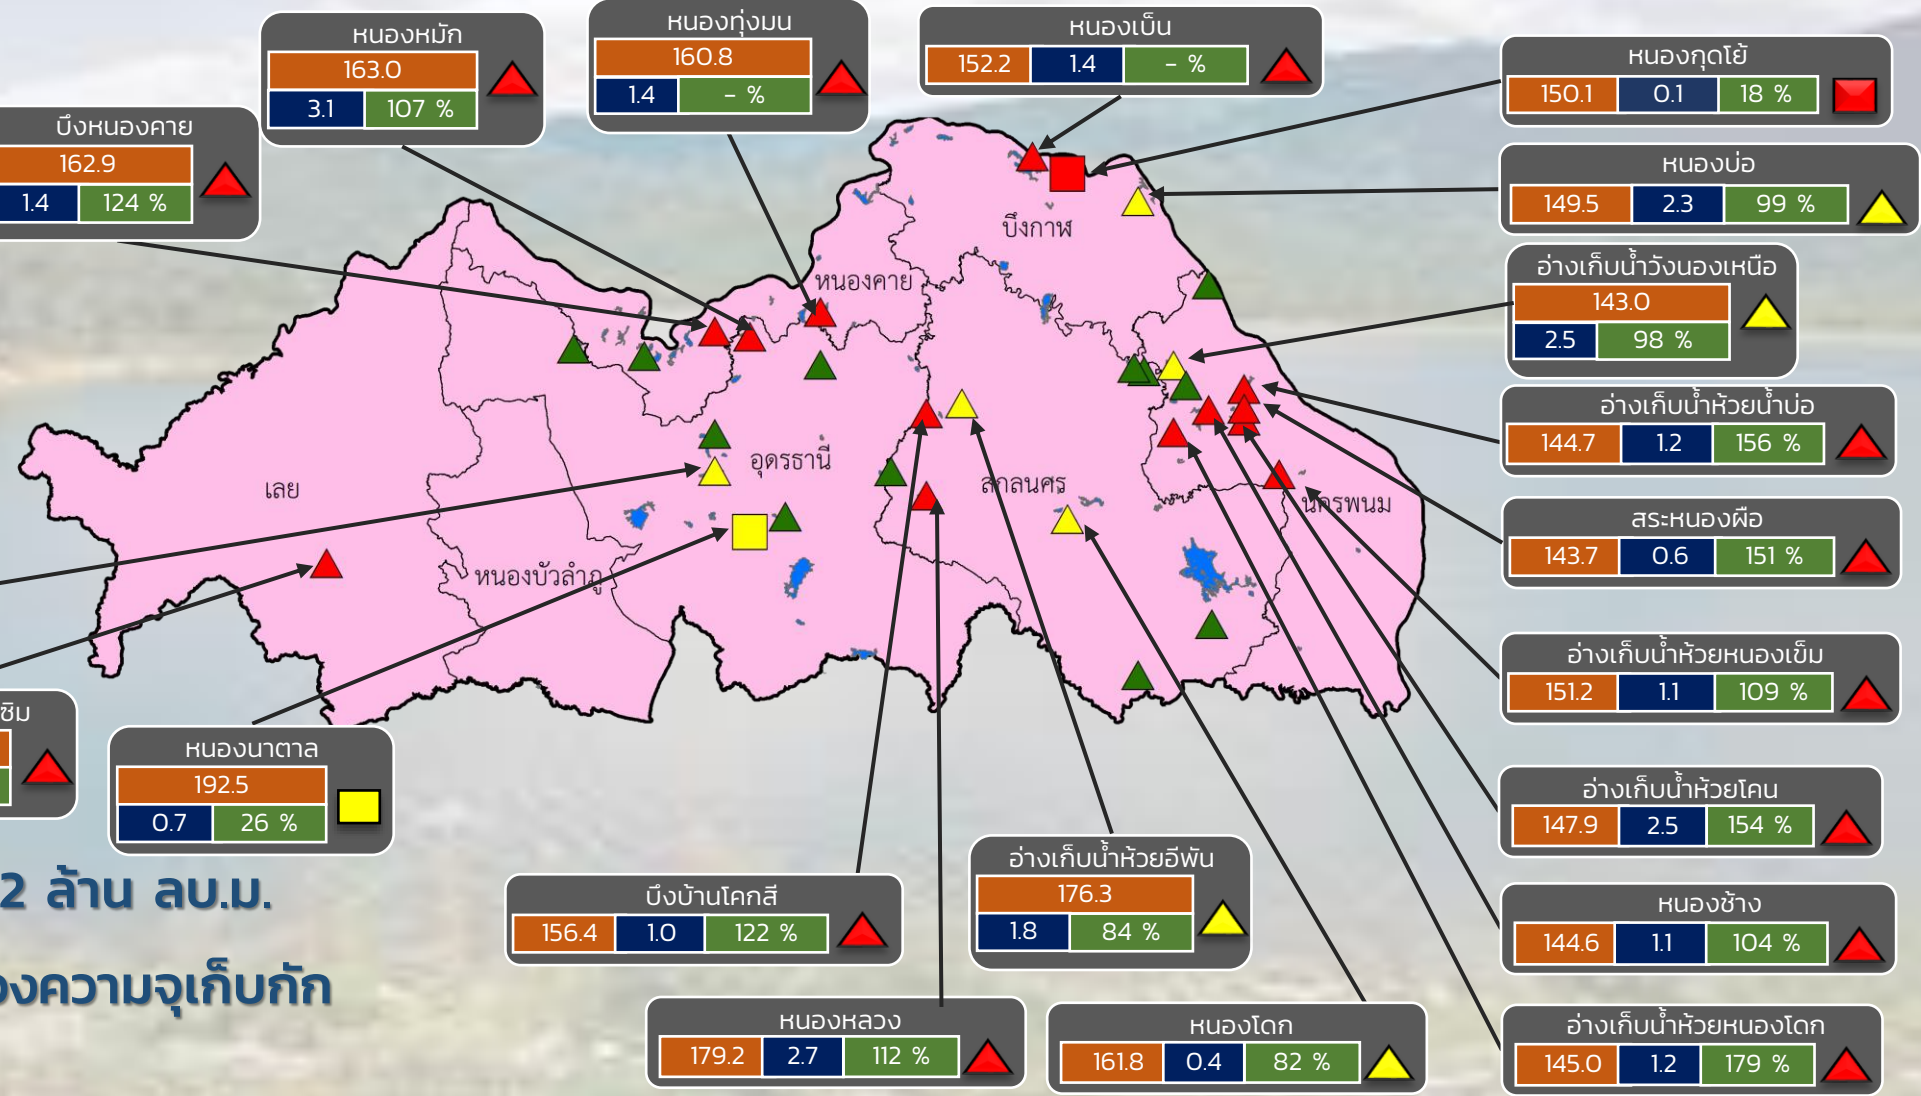 หนองหมัก
163.0
3.1 107 %
หนองทุ่งมน
160.8
1.4 - %
หนองเบ็น
152.2 1.4 - %
หนองกุดโย้
150.1 0.1 18 %
บึงหนองคาย
162.9
1.4 124 %
หนองบ่อ
149.5 2.3 99 %
บึงกาฬ
อ่างเก็บน้ำวังนองเหนือ
143.0
2.5 98 %
หนองคาย
อ่างเก็บน้ำห้วยน้ำบ่อ
144.7 1.2 156 %
อุดรธานี
เลย
สกลนคร
นครพนม
สระหนองผือ
143.7 0.6 151 %
หนองบัวลำภู
อ่างเก็บน้ำห้วยหนองเข็ม
151.2 1.1 109 %
ซิม
หนองนาตาล
192.5
0.7 26 %
อ่างเก็บน้ำห้วยโคน
147.9 2.5 154 %
2 ล้าน ลบ.ม.
บึงบ้านโคกสี
156.4 1.0 122 %
อ่างเก็บน้ำห้วยอีพัน
176.3
1.8 84 %
หนองช้าง
144.6 1.1 104 %
องความจุเก็บกัก
หนองหลวง
179.2 2.7 112 %
หนองโดก
161.8 0.4 82 %
อ่างเก็บน้ำห้วยหนองโดก
145.0 1.2 179 %